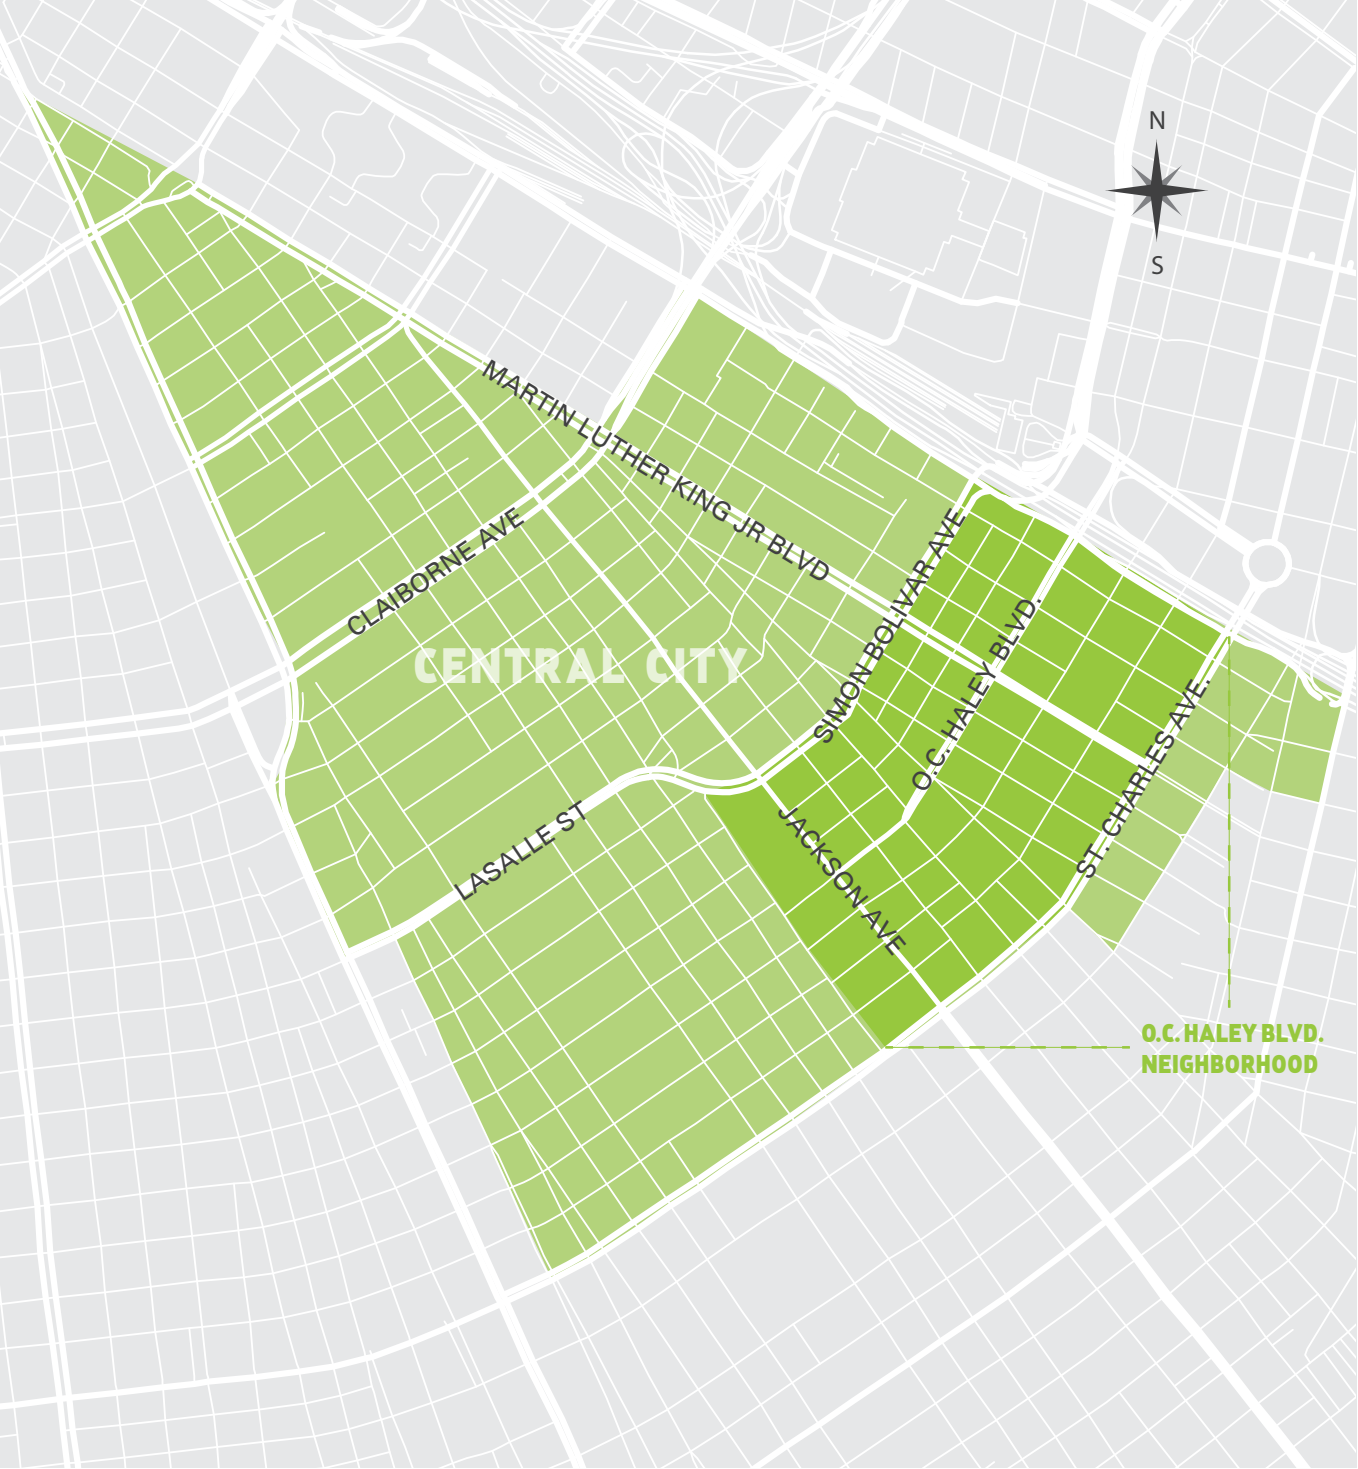 N
S
MARTIN LUTHER KING JR BLVD
CLAIBORNE AVE
SIMON BOLIVAR AVE.
O.C. HALEY BLVD.
CENTRAL CITY
ST. CHARLES AVE.
LASALLE ST
JACKSON AVE
O.C. HALEY BLVD.
NEIGHBORHOOD